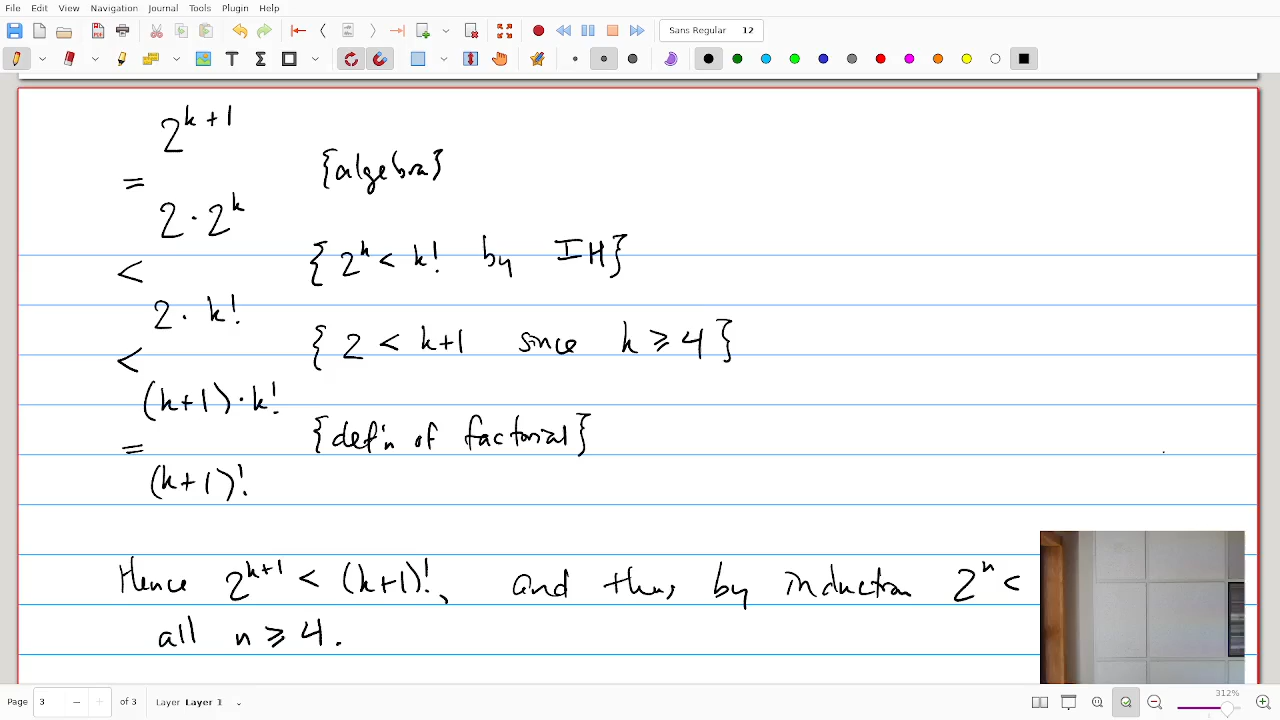 File Edit View Navigation Journal Tools Plugin Help
Sans Regular 12
2^{k+1}
= {algebra}
2 · 2^k
< {2^k < k! by IH}
2 · k!
< {2 < k+1 since k ≥ 4}
(k+1) · k!
= {def'n of factorial}
(k+1)!
Hence 2^{k+1} < (k+1)!, and thus by induction 2^n <
all n ≥ 4.
Page 3 of 3 Layer Layer 1 312%